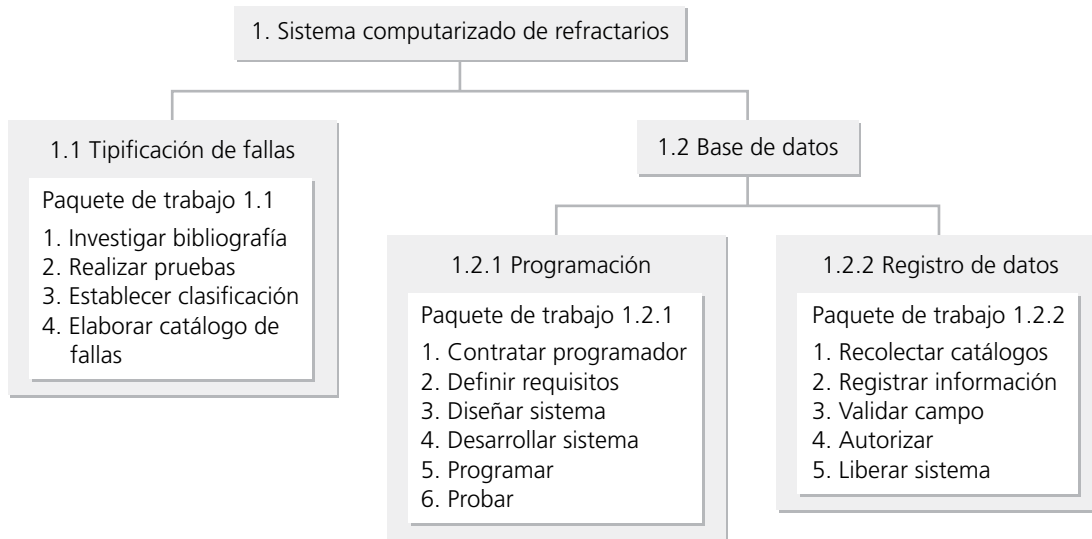 1. Sistema computarizado de refractarios
1.1 Tipificación de fallas
Paquete de trabajo 1.1
1. Investigar bibliografía
2. Realizar pruebas
3. Establecer clasificación
4. Elaborar catálogo de
fallas
1.2 Base de datos
1.2.1 Programación
Paquete de trabajo 1.2.1
1. Contratar programador
2. Definir requisitos
3. Diseñar sistema
4. Desarrollar sistema
5. Programar
6. Probar
1.2.2 Registro de datos
Paquete de trabajo 1.2.2
1. Recolectar catálogos
2. Registrar información
3. Validar campo
4. Autorizar
5. Liberar sistema